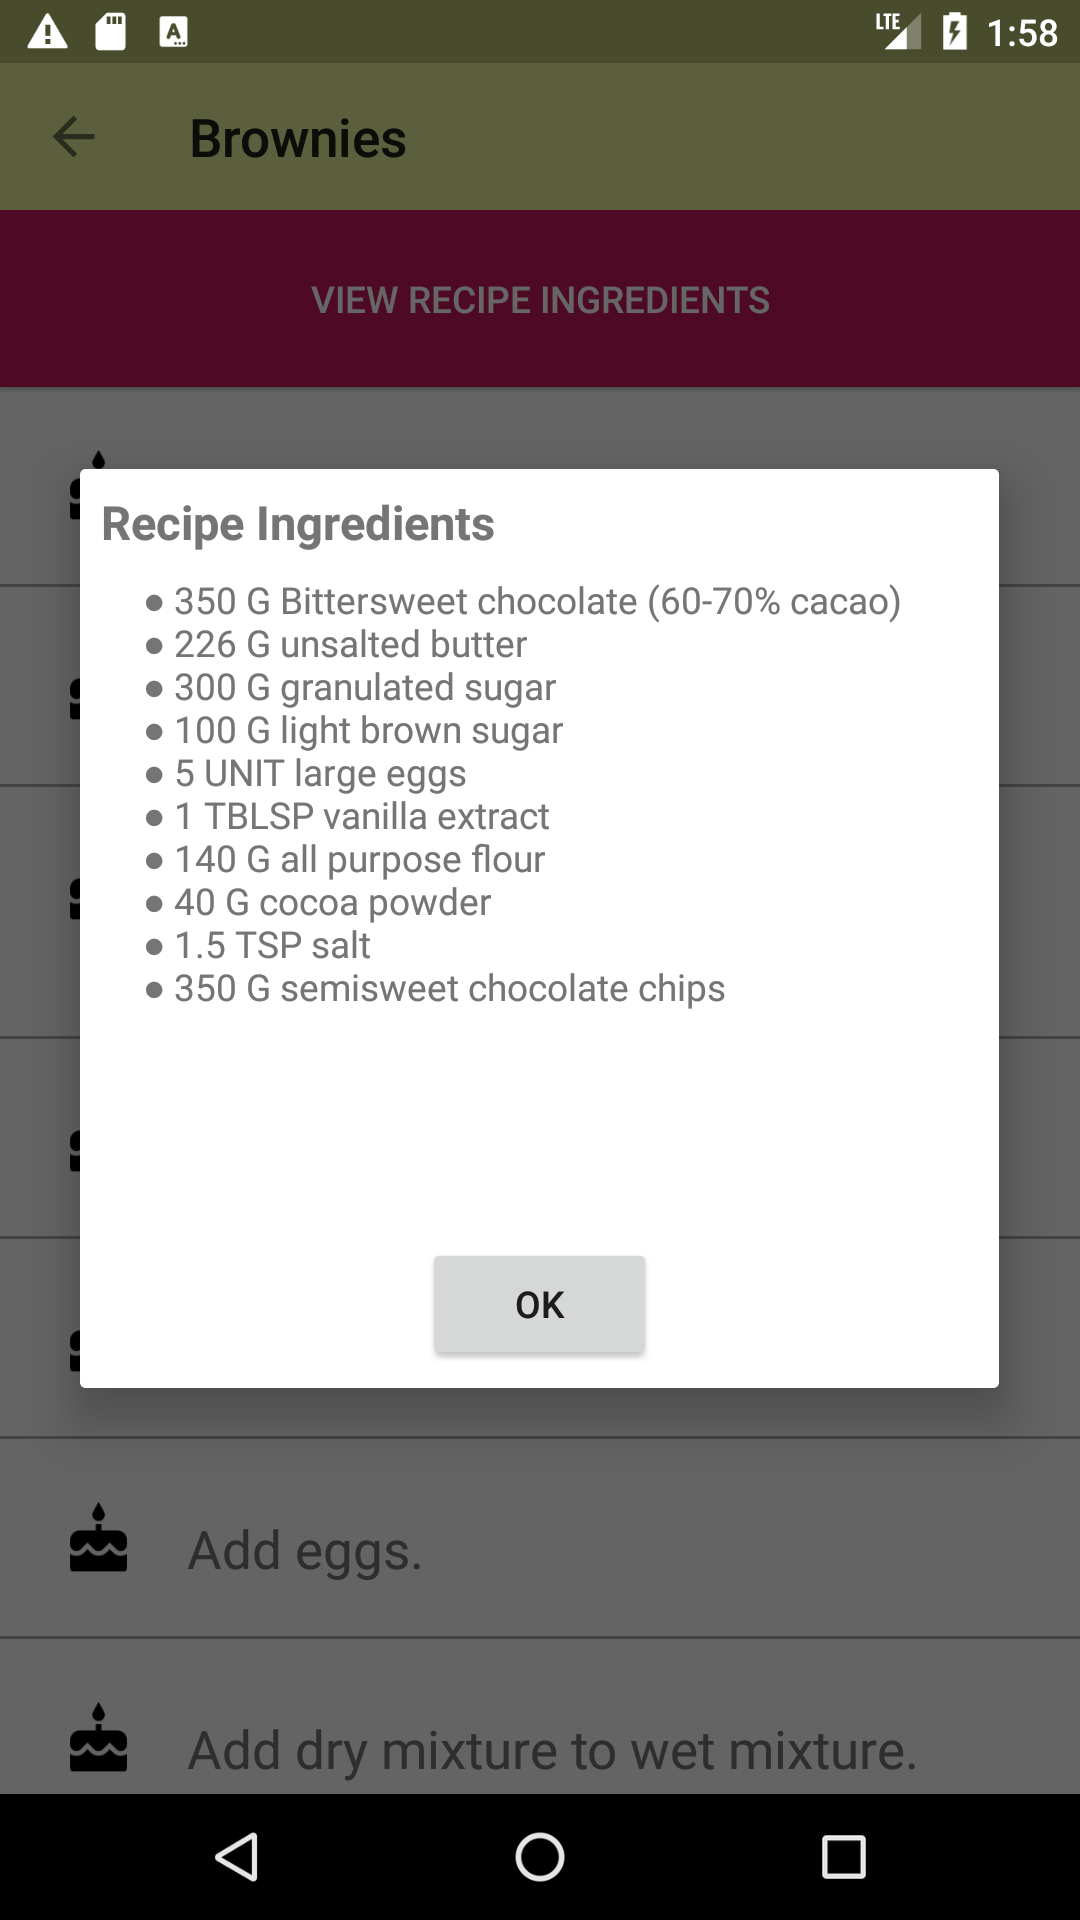 LTE 1:58
Brownies
VIEW RECIPE INGREDIENTS
Recipe Ingredients
● 350 G Bittersweet chocolate (60-70% cacao)
● 226 G unsalted butter
● 300 G granulated sugar
● 100 G light brown sugar
● 5 UNIT large eggs
● 1 TBLSP vanilla extract
● 140 G all purpose flour
● 40 G cocoa powder
● 1.5 TSP salt
● 350 G semisweet chocolate chips
OK
Add eggs.
Add dry mixture to wet mixture.